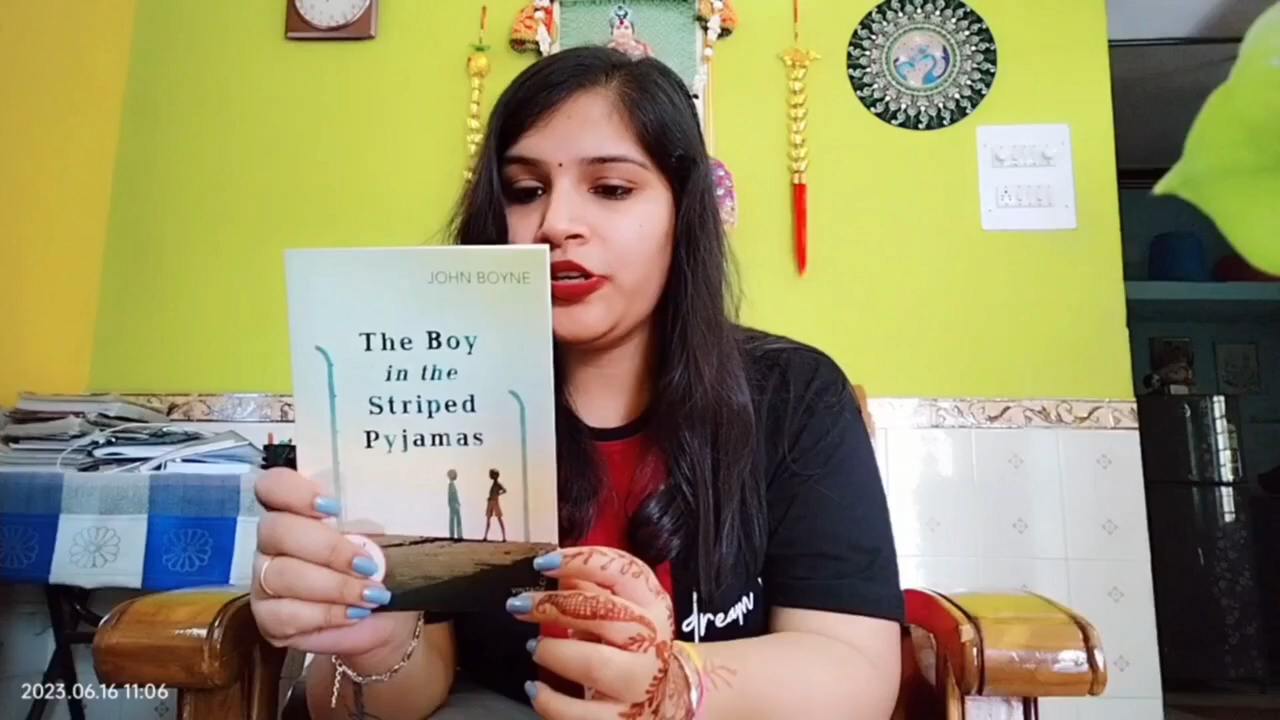 JOHN BOYNE
The Boy
in the
Striped
Pyjamas
dream
2023.06.16 11:06